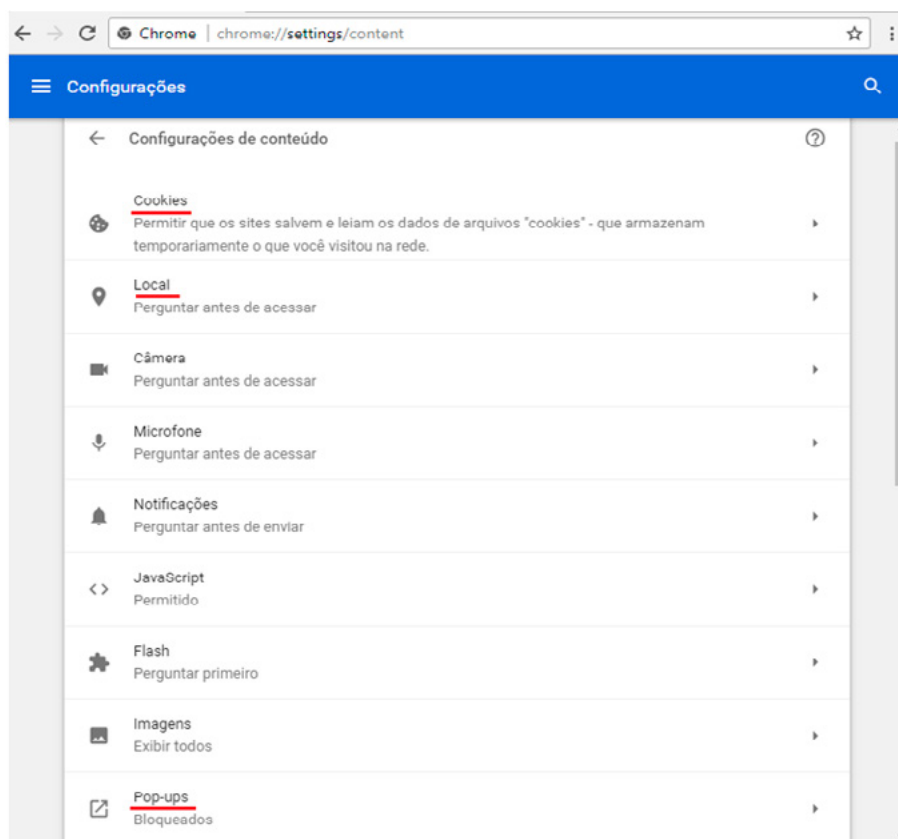 Chrome | chrome://settings/content
Configurações
Configurações de conteúdo
Cookies
Permitir que os sites salvem e leiam os dados de arquivos "cookies" - que armazenam
temporariamente o que você visitou na rede.
Local
Perguntar antes de acessar
Câmera
Perguntar antes de acessar
Microfone
Perguntar antes de acessar
Notificações
Perguntar antes de enviar
JavaScript
Permitido
Flash
Perguntar primeiro
Imagens
Exibir todos
Pop-ups
Bloqueados